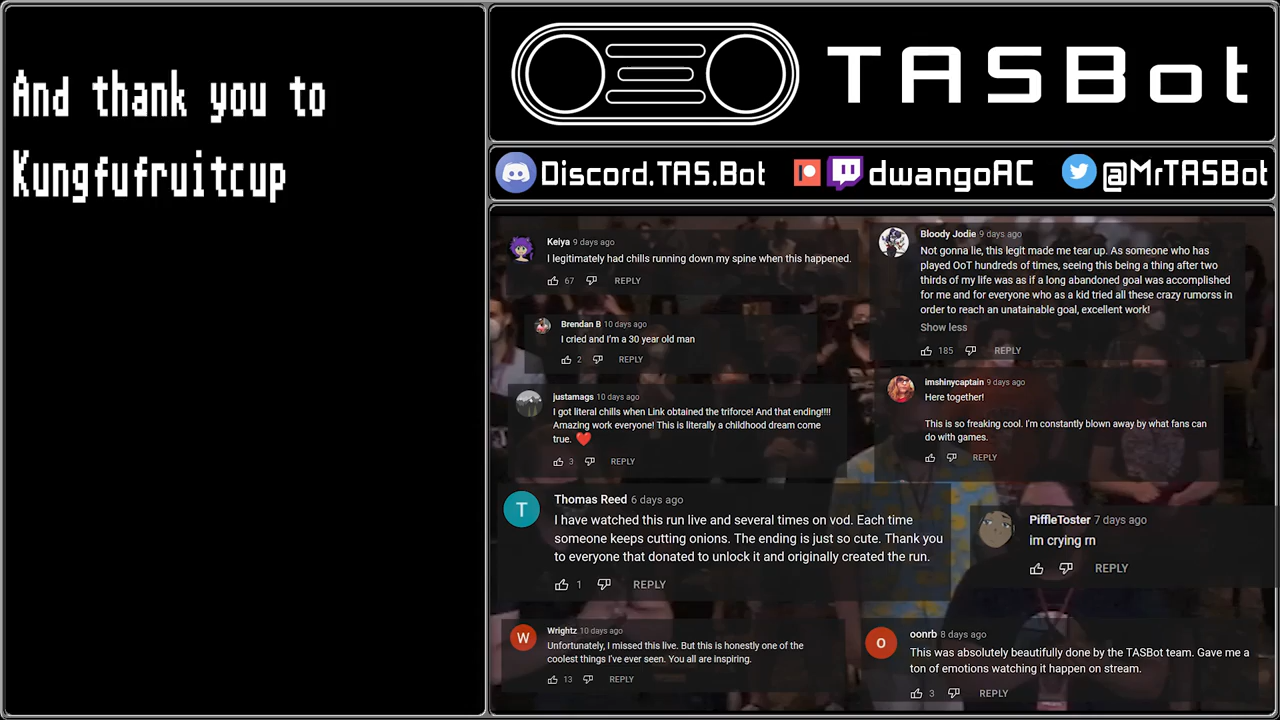 And thank you to
Kungfufruitcup
TASBot
Discord.TAS.Bot
dwangoAC
@MrTASBot
Keiya 9 days ago
I legitimately had chills running down my spine when this happened.
67 REPLY
Brendan B 10 days ago
I cried and I'm a 30 year old man
2 REPLY
justamags 10 days ago
I got literal chills when Link obtained the triforce! And that ending!!!!
Amazing work everyone! This is literally a childhood dream come
true. ❤️
3 REPLY
Thomas Reed 6 days ago
T
I have watched this run live and several times on vod. Each time
someone keeps cutting onions. The ending is just so cute. Thank you
to everyone that donated to unlock it and originally created the run.
1 REPLY
Wrightz 10 days ago
W
Unfortunately, I missed this live. But this is honestly one of the
coolest things I've ever seen. You all are inspiring.
13 REPLY
Bloody Jodie 9 days ago
Not gonna lie, this legit made me tear up. As someone who has
played OoT hundreds of times, seeing this being a thing after two
thirds of my life was as if a long abandoned goal was accomplished
for me and for everyone who as a kid tried all these crazy rumorss in
order to reach an unatainable goal, excellent work!
Show less
185 REPLY
imshinycaptain 9 days ago
Here together!
This is so freaking cool. I'm constantly blown away by what fans can
do with games.
REPLY
PiffleToster 7 days ago
im crying rn
REPLY
oonrb 8 days ago
O
This was absolutely beautifully done by the TASBot team. Gave me a
ton of emotions watching it happen on stream.
3 REPLY